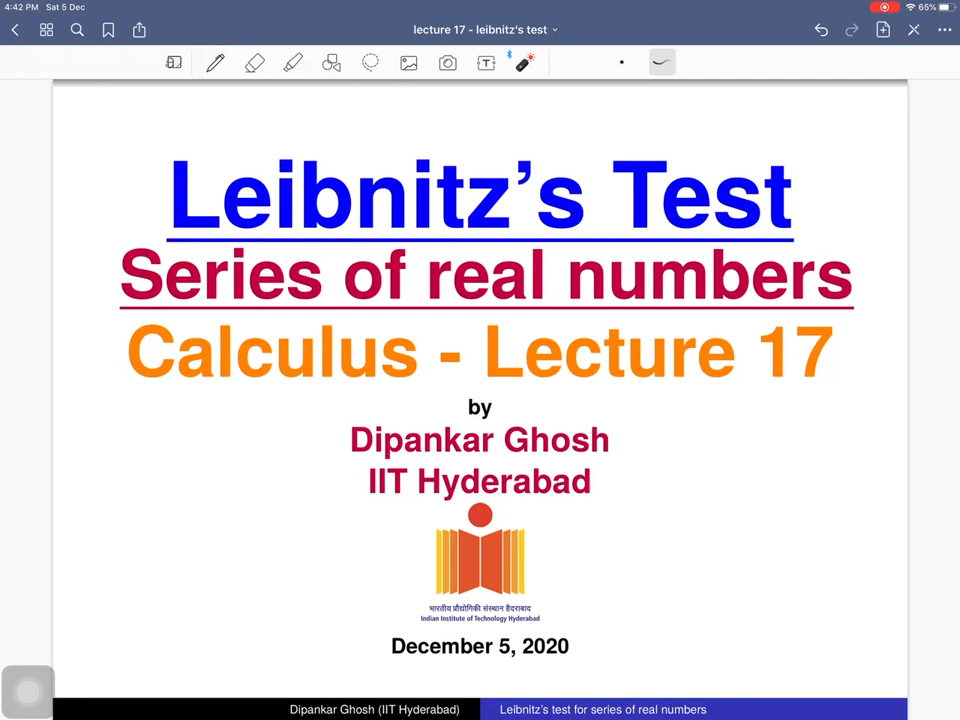 4:42 PM Sat 5 Dec
65%
lecture 17 - leibnitz's test
T
Leibnitz’s Test
Series of real numbers
Calculus - Lecture 17
by
Dipankar Ghosh
IIT Hyderabad
भारतीय प्रौद्योगिकी संस्थान हैदराबाद
Indian Institute of Technology Hyderabad
December 5, 2020
Dipankar Ghosh (IIT Hyderabad)
Leibnitz’s test for series of real numbers